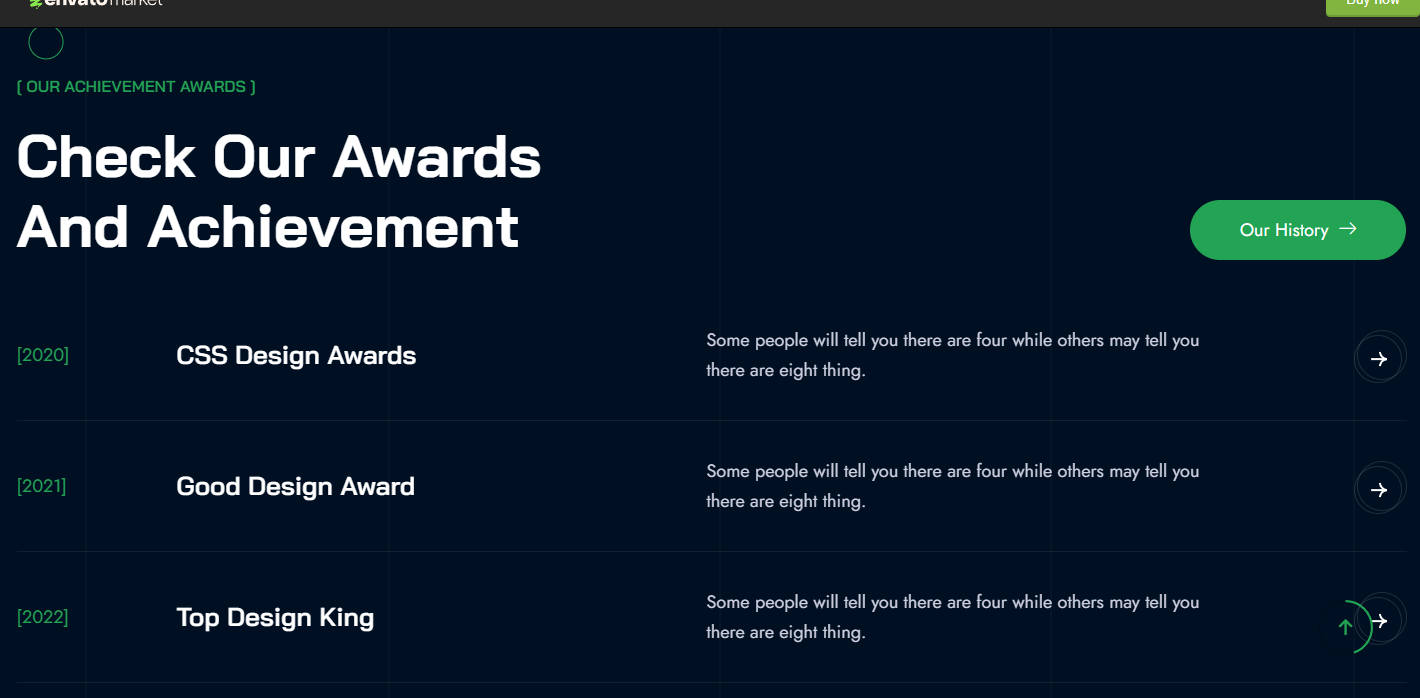 envatomarket
Buy now
[ OUR ACHIEVEMENT AWARDS ]
Check Our Awards
And Achievement
Our History
[2020]
CSS Design Awards
Some people will tell you there are four while others may tell you
there are eight thing.
[2021]
Good Design Award
Some people will tell you there are four while others may tell you
there are eight thing.
[2022]
Top Design King
Some people will tell you there are four while others may tell you
there are eight thing.